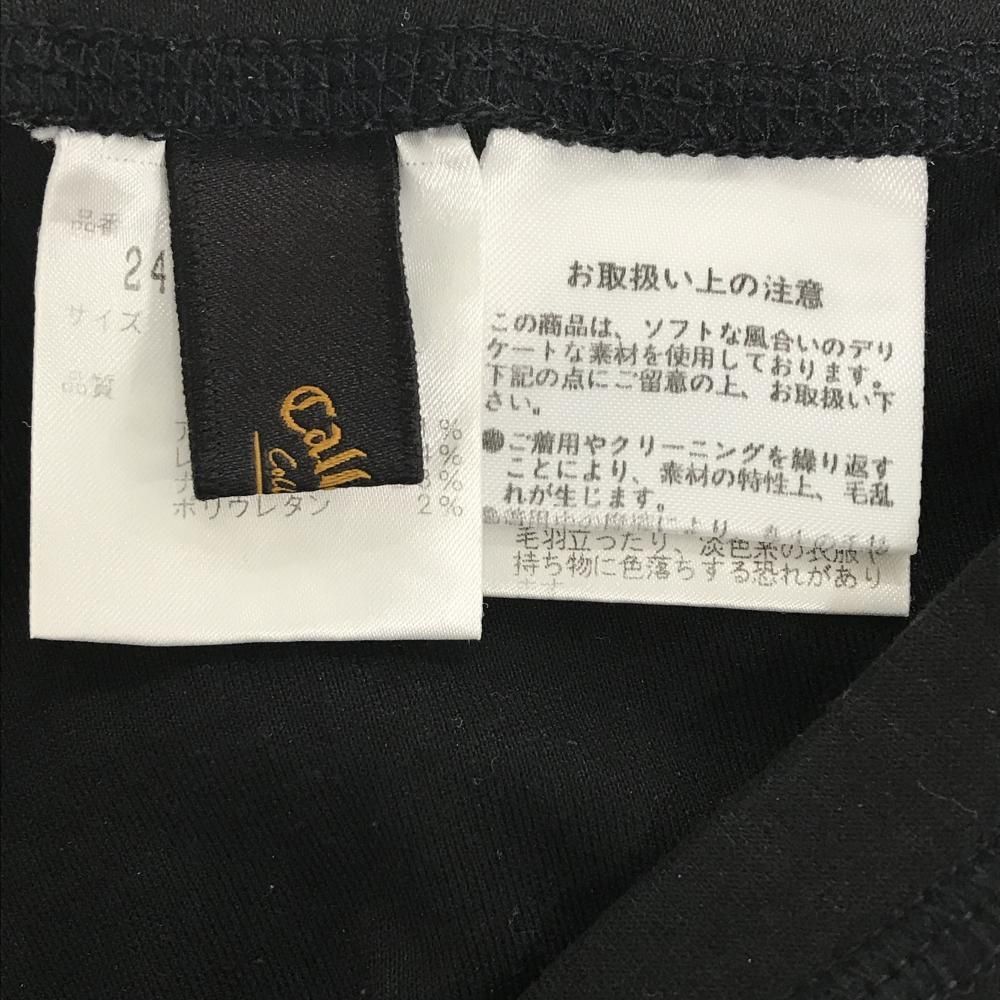 品番
24
サイズ
品質
%
%
%
ポリウレタン 2%
Call
お取扱い上の注意
この商品は、ソフトな風合いのデリ
ケートな素材を使用しております。
下記の点にご留意の上、お取扱い下
さい。
●ご着用やクリーニングを繰り返す
ことにより、素材の特性上、毛乱
れが生じます。
毛羽立ったり、淡色系の衣服や
持ち物に色落ちする恐れがあり